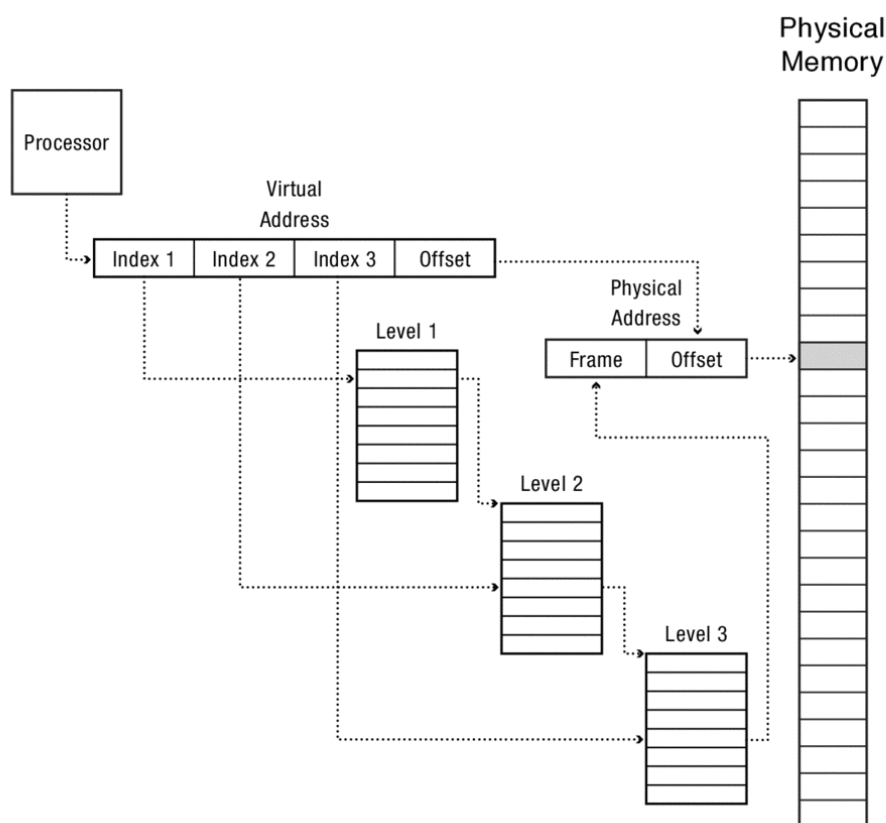 Physical
Memory
Processor
Virtual
Address
Index 1 Index 2 Index 3 Offset
Physical
Address
Level 1
Frame Offset
Level 2
Level 3